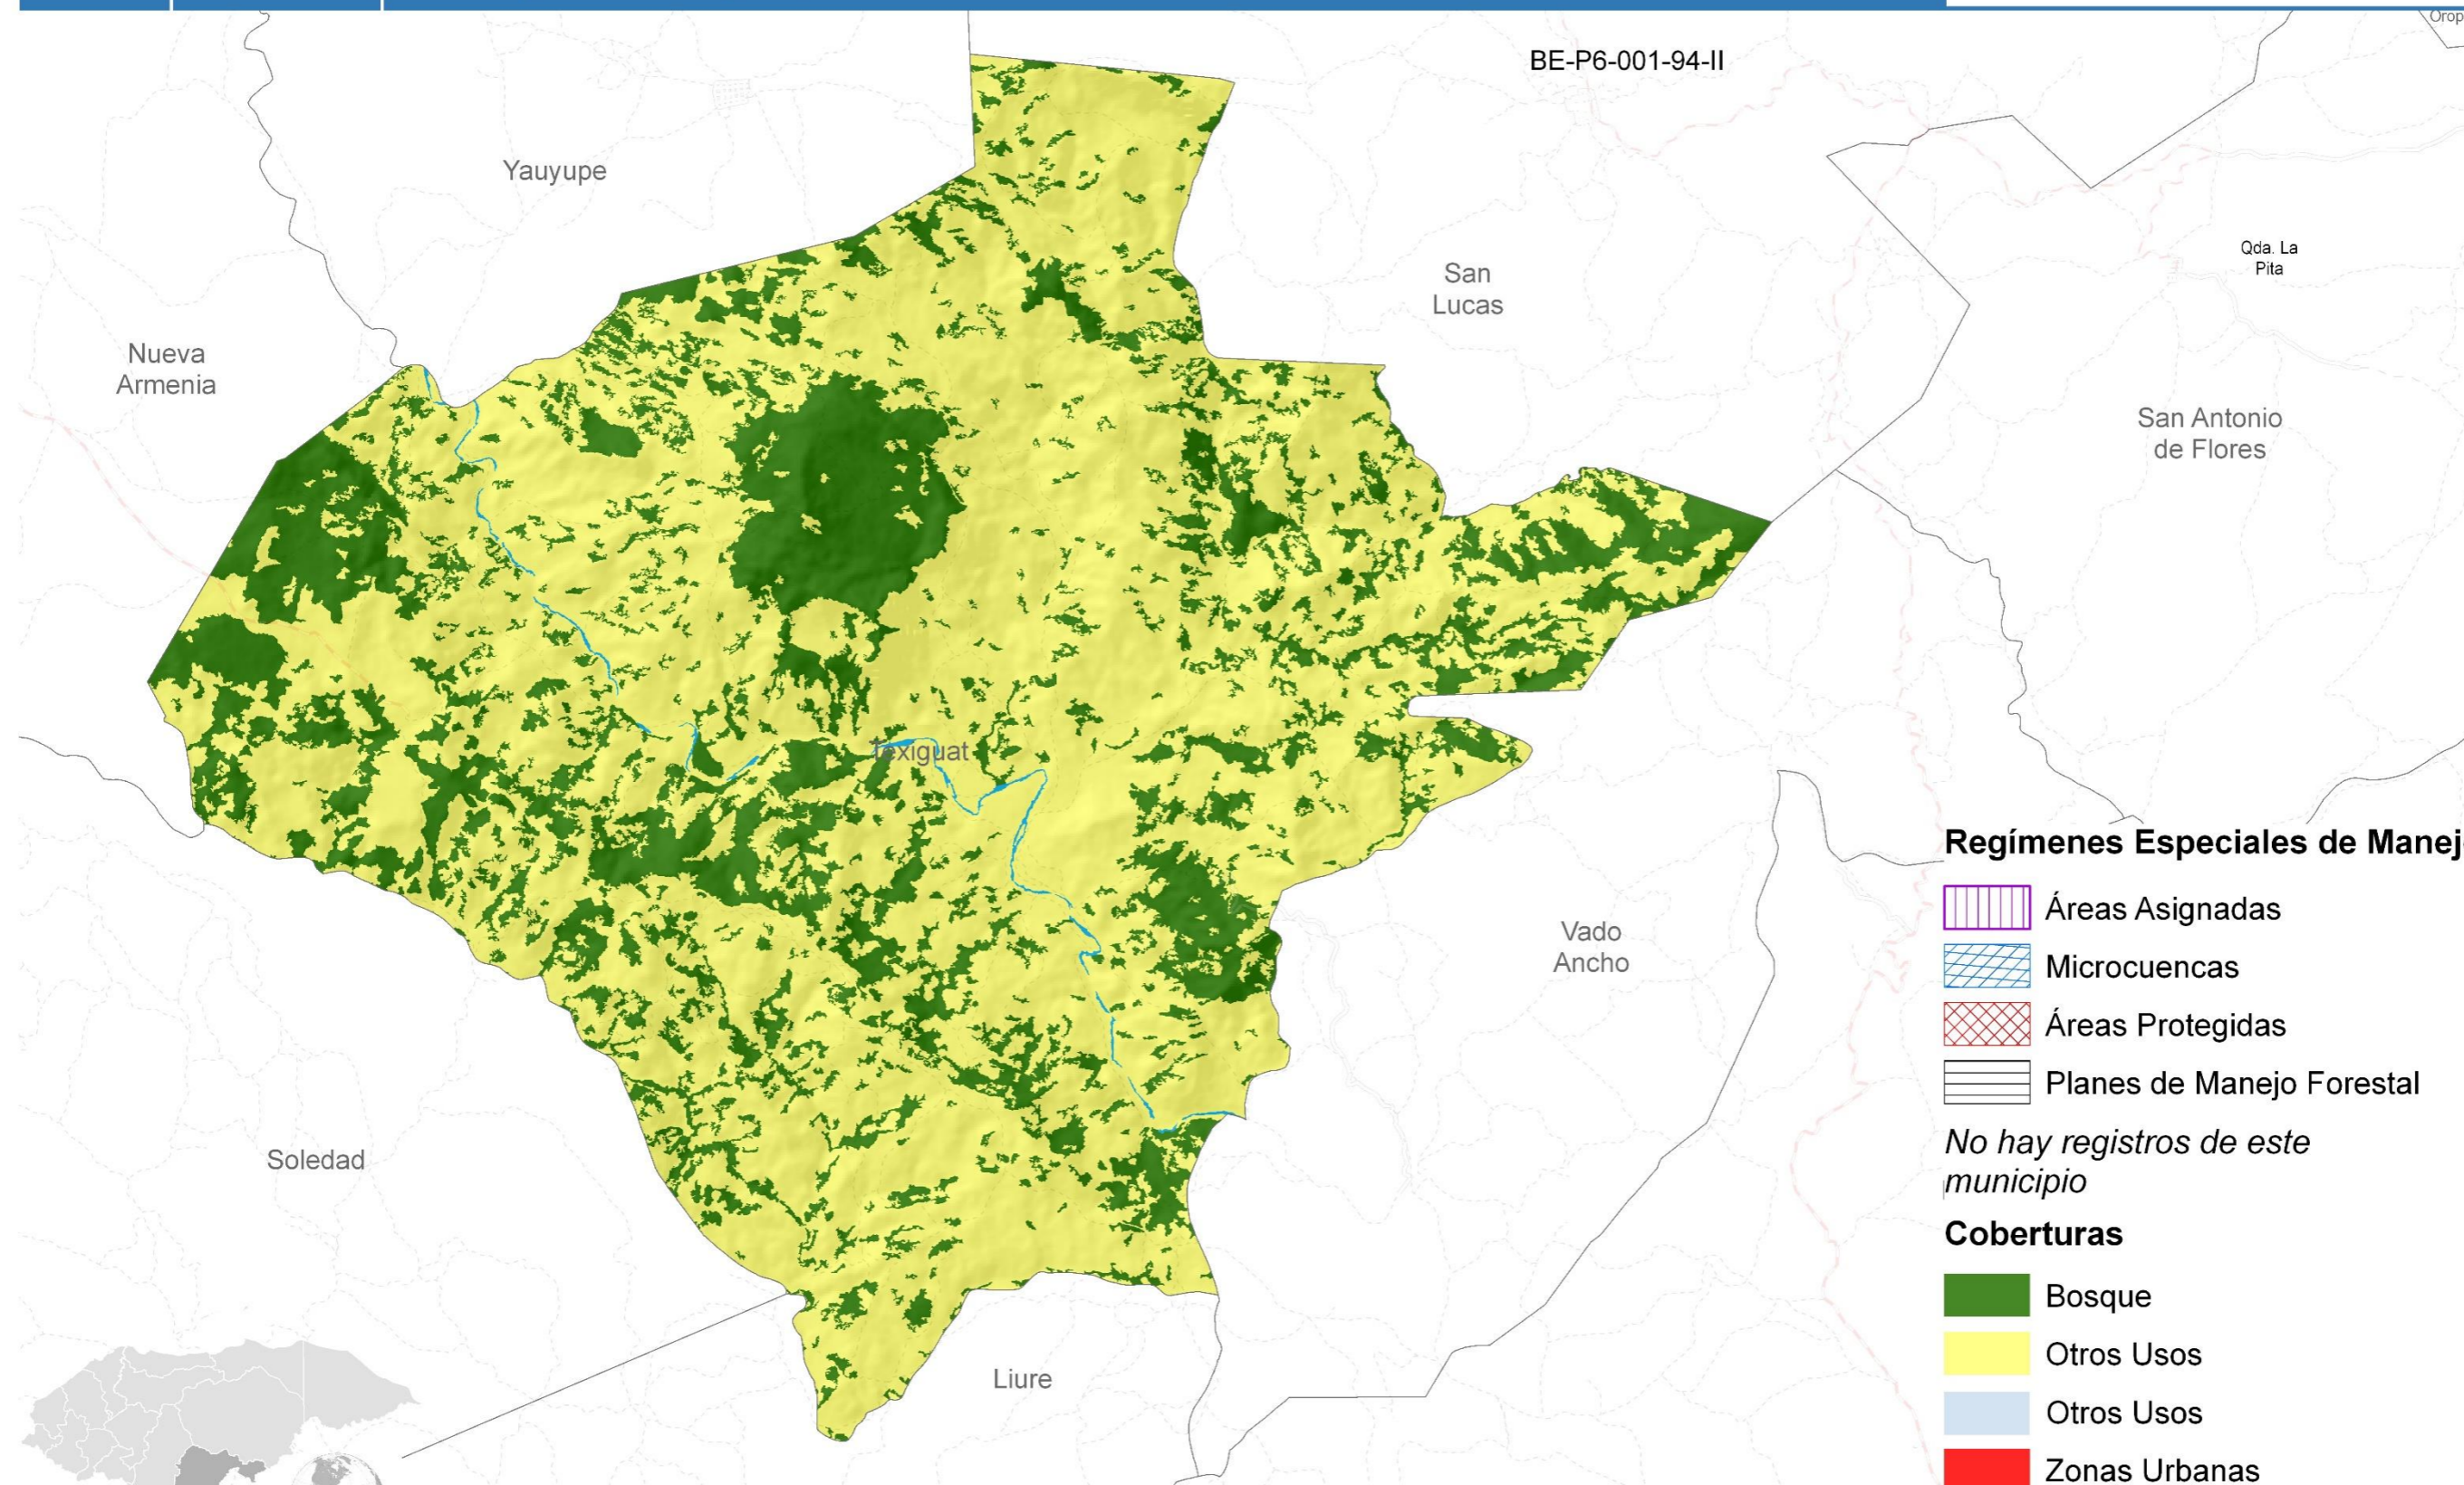 Orop
BE-P6-001-94-II
Yauyupe
Qda. La
Pita
San
Lucas
Nueva
Armenia
San Antonio
de Flores
Texiguat
Vado
Ancho
Soledad
Liure
Regímenes Especiales de Manej
Áreas Asignadas
Microcuencas
Áreas Protegidas
Planes de Manejo Forestal
No hay registros de este
municipio
Coberturas
Bosque
Otros Usos
Otros Usos
Zonas Urbanas